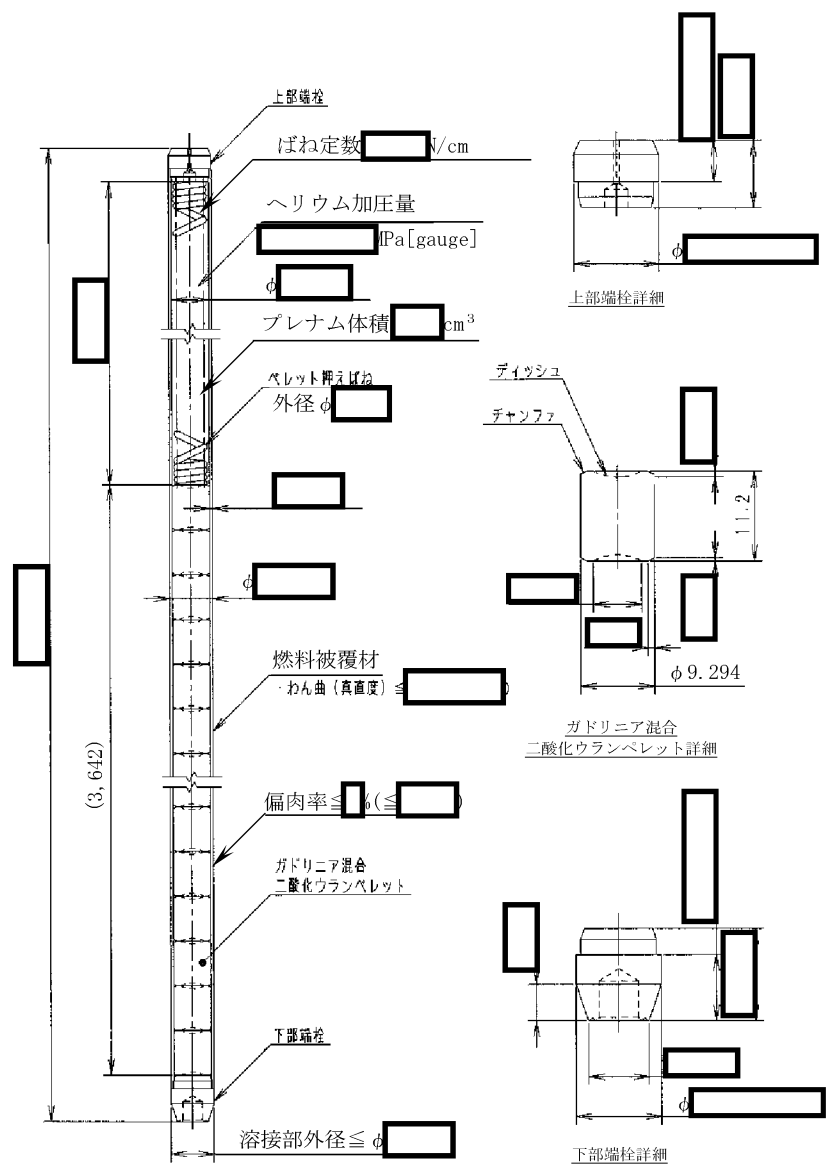 上部端栓
ばね定数 N/cm
ヘリウム加圧量
MPa[gauge]
φ
プレナム体積 cm³
ペレット押えばね
外径φ
φ
燃料被覆材
・わん曲(真直度)≦ )
(3,642)
偏肉率≦ %(≦ )
ガドリニア混合
二酸化ウランペレット
下部端栓
溶接部外径≦φ
φ
上部端栓詳細
ディッシュ
チャンファ
11.2
φ9.294
ガドリニア混合
二酸化ウランペレット詳細
φ
下部端栓詳細